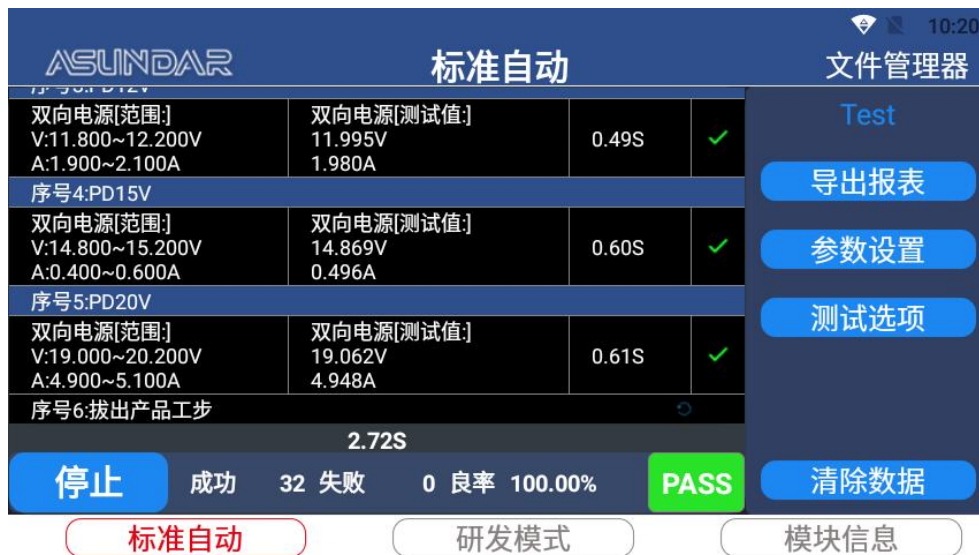 10:20
ASUNDAR
标准自动
文件管理器
双向电源[范围:]
V:11.800~12.200V
A:1.900~2.100A
双向电源[测试值:]
11.995V
1.980A
0.49S
序号4:PD15V
双向电源[范围:]
V:14.800~15.200V
A:0.400~0.600A
双向电源[测试值:]
14.869V
0.496A
0.60S
序号5:PD20V
双向电源[范围:]
V:19.000~20.200V
A:4.900~5.100A
双向电源[测试值:]
19.062V
4.948A
0.61S
序号6:拔出产品工步
2.72S
停止
成功 32 失败 0 良率 100.00%
PASS
Test
导出报表
参数设置
测试选项
清除数据
标准自动
研发模式
模块信息